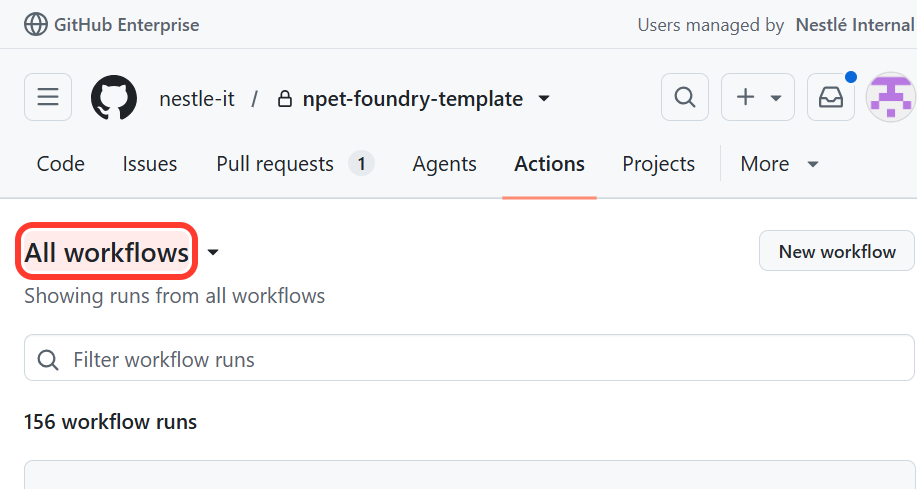 GitHub Enterprise Users managed by Nestlé Internal
nestle-it / npet-foundry-template
Code Issues Pull requests 1 Agents Actions Projects More
All workflows New workflow
Showing runs from all workflows
Filter workflow runs
156 workflow runs